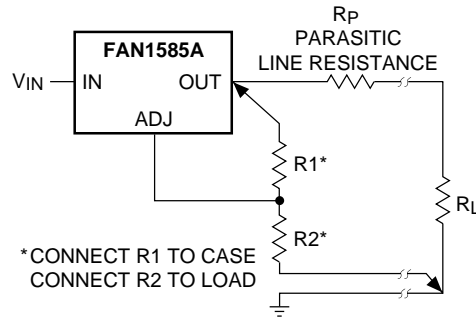 RP
PARASITIC
LINE RESISTANCE
FAN1585A
VIN
IN
OUT
ADJ
R1*
RL
R2*
*CONNECT R1 TO CASE
CONNECT R2 TO LOAD